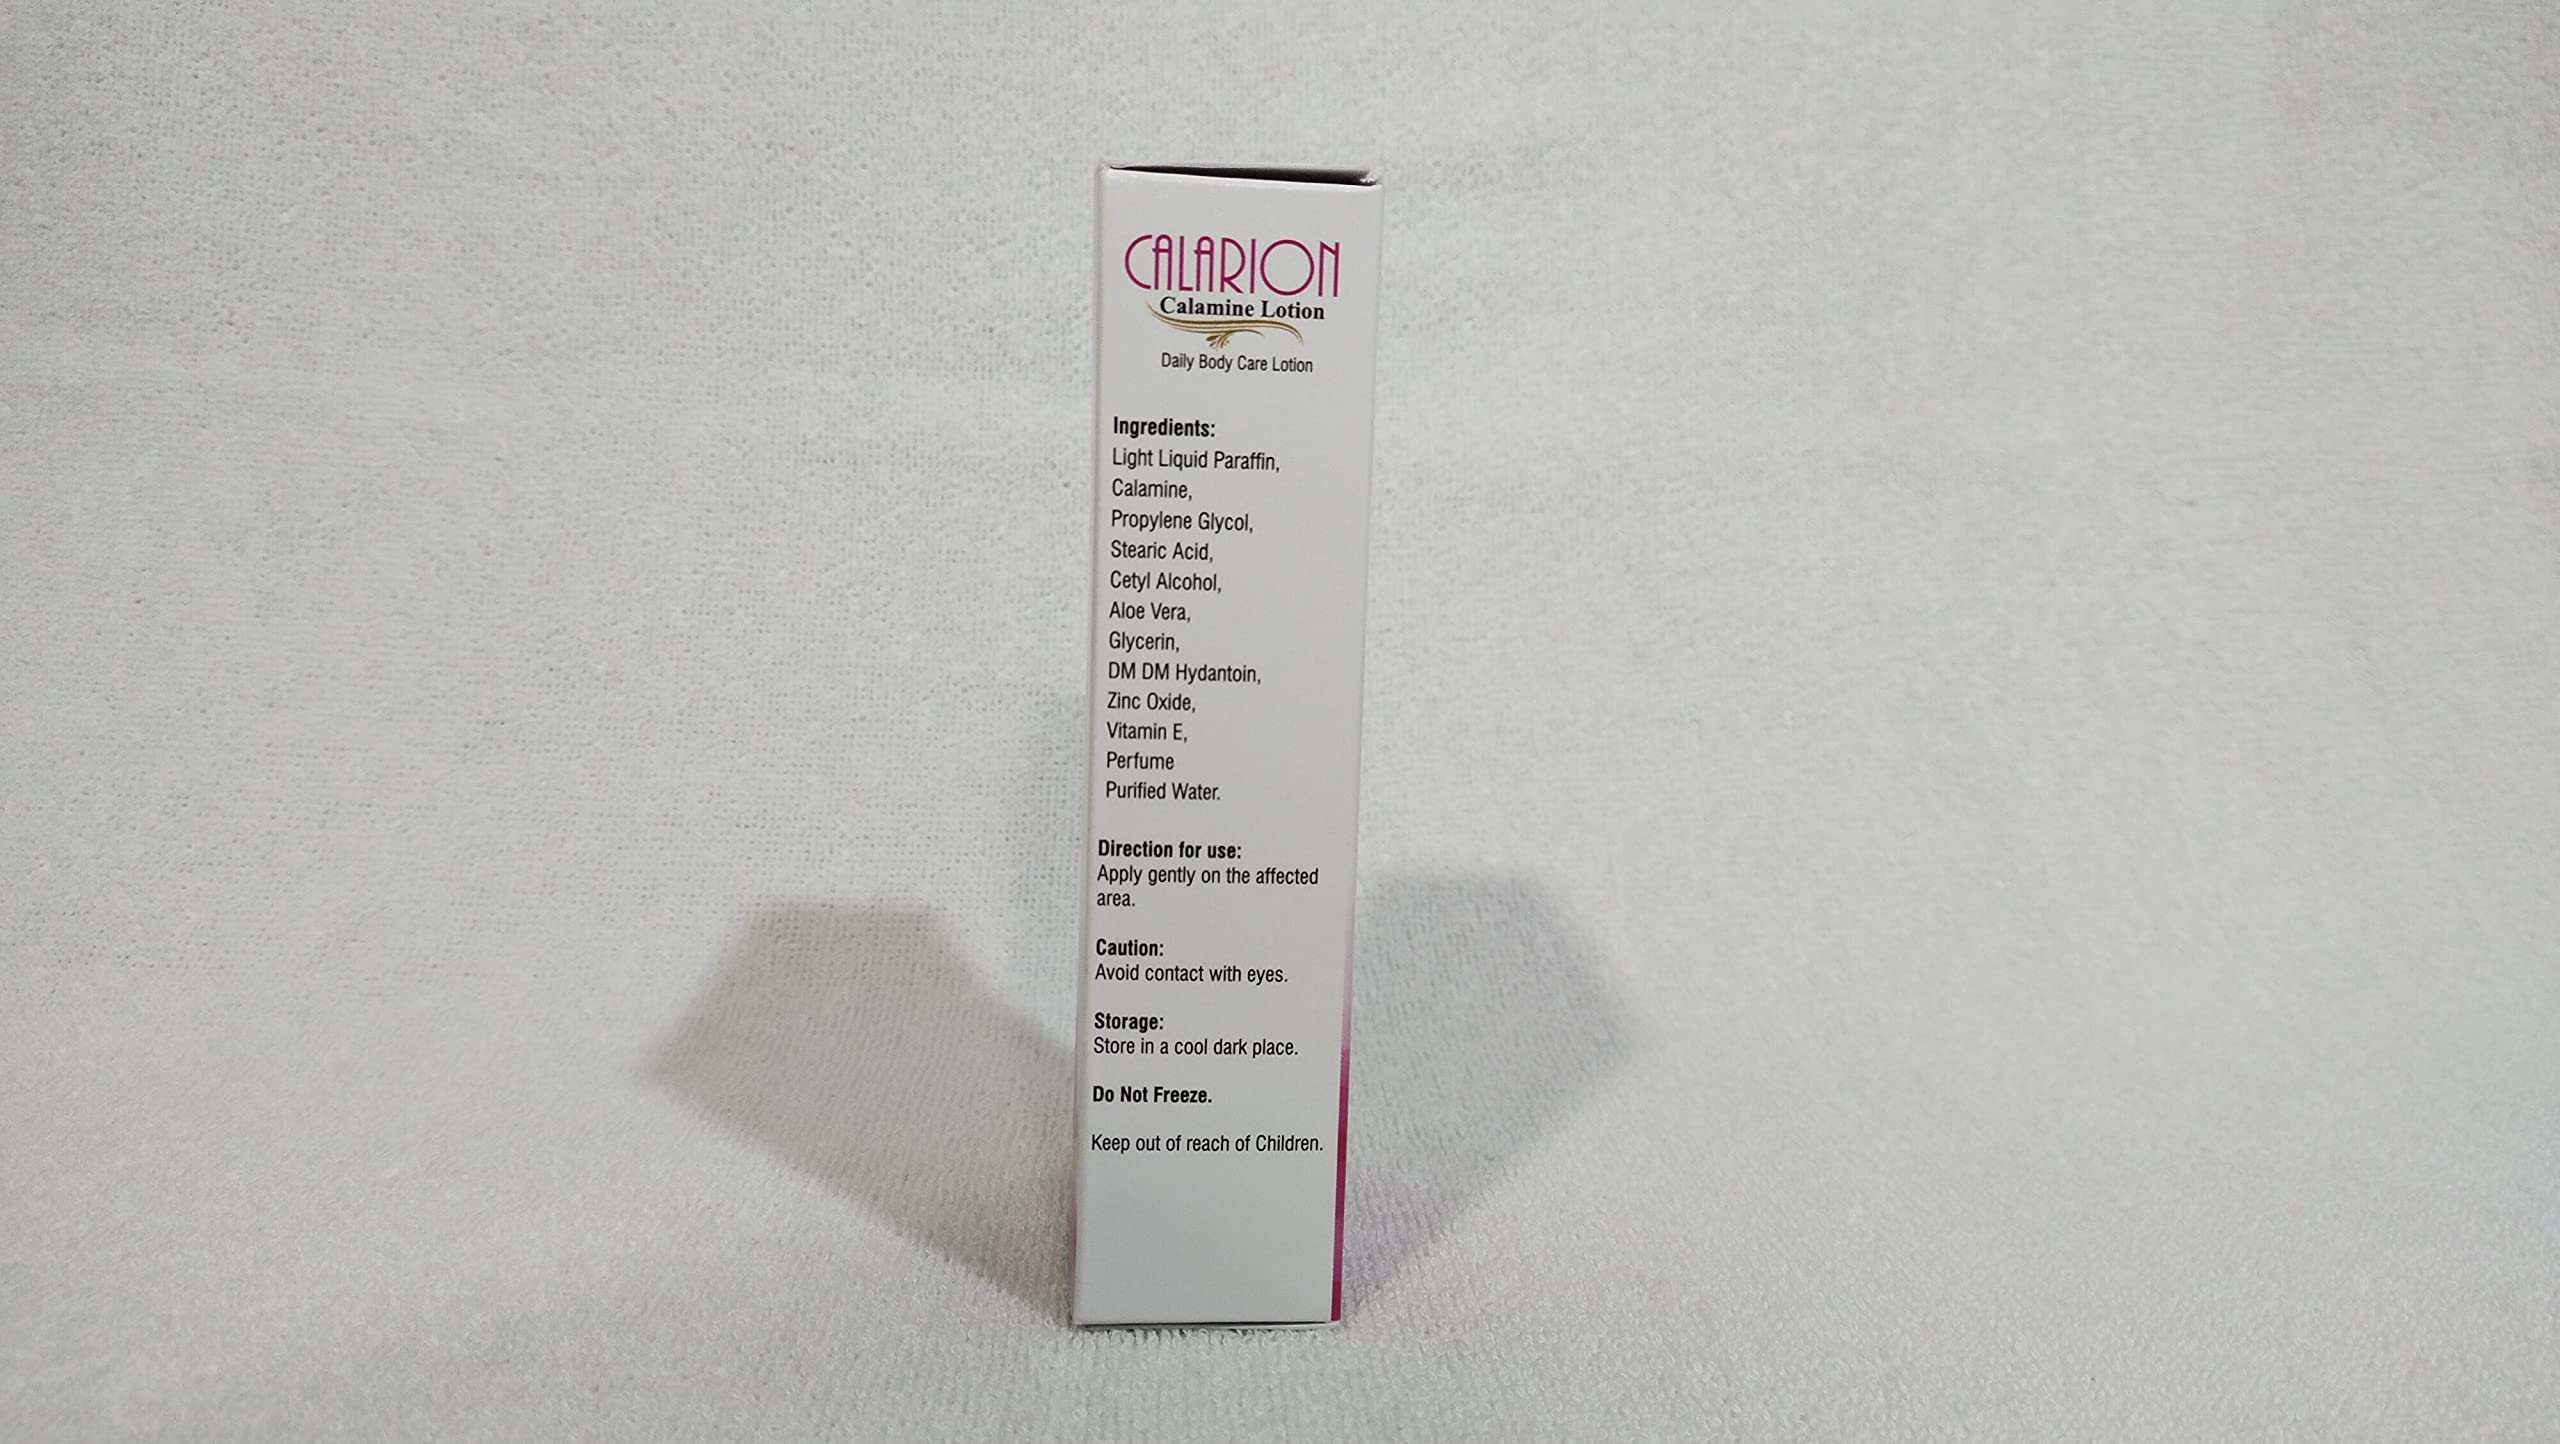 CALARION
Calamine Lotion
Daily Body Care Lotion
Ingredients:
Light Liquid Paraffin,
Calamine,
Propylene Glycol,
Stearic Acid,
Cetyl Alcohol,
Aloe Vera,
Glycerin,
DM DM Hydantoin,
Zinc Oxide,
Vitamin E,
Perfume
Purified Water.
Direction for use:
Apply gently on the affected
area.
Caution:
Avoid contact with eyes.
Storage:
Store in a cool dark place.
Do Not Freeze.
Keep out of reach of Children.